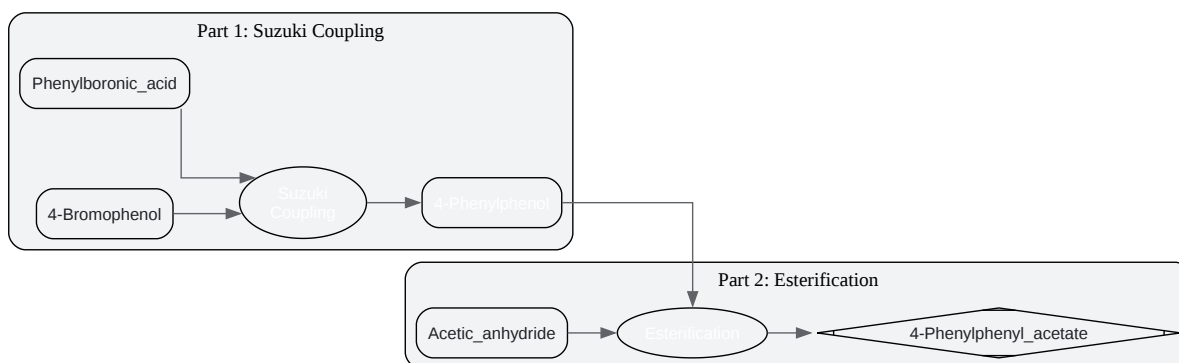 Part 1: Suzuki Coupling
Phenylboronic_acid
4-Bromophenol
Suzuki
Coupling
4-Phenylphenol
Part 2: Esterification
Acetic_anhydride
Esterification
4-Phenylphenyl_acetate